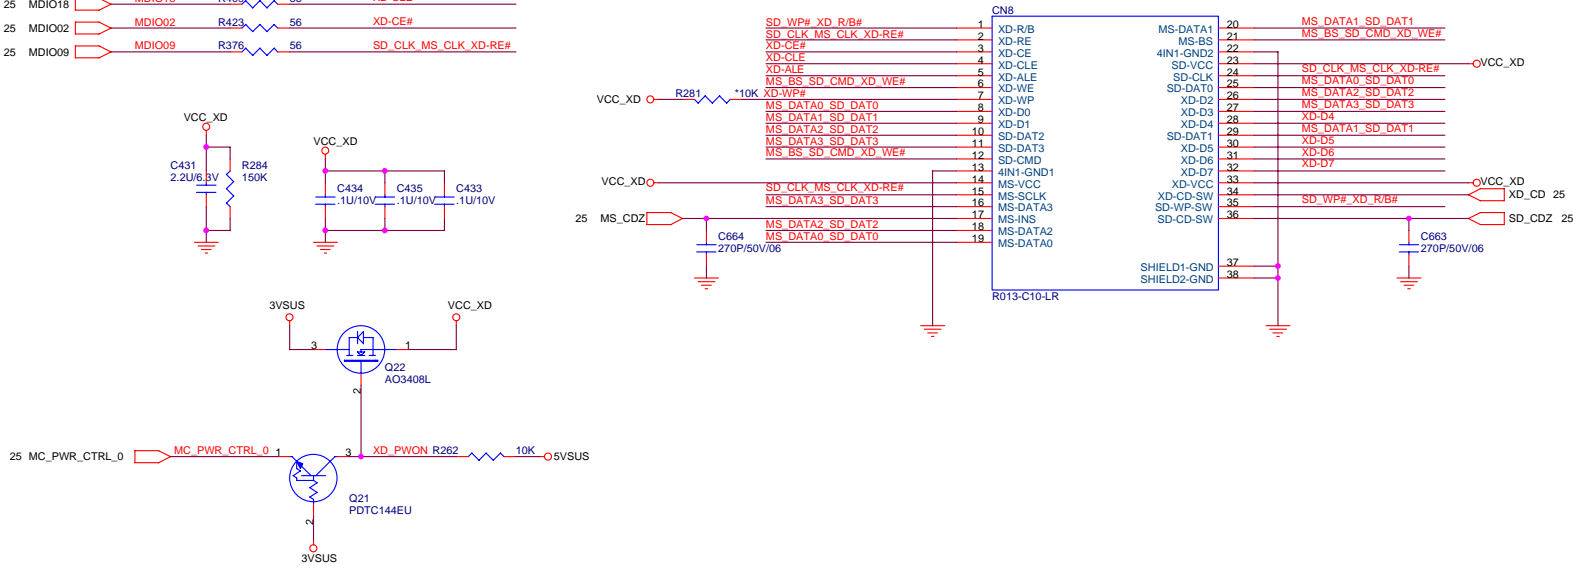 25 MDIO18
25 MDIO02 MDIO02 R423 56 XD-CE#
25 MDIO09 MDIO09 R376 56 SD_CLK_MS_CLK_XD-RE#
VCC_XD
C431
2.2U/6.3V
R284
150K
VCC_XD
C434
.1U/10V
C435
.1U/10V
C433
.1U/10V
3VSUS
VCC_XD
3 1
Q22
AO3408L
2
25 MC_PWR_CTRL_0 MC_PWR_CTRL_0 1 3 XD_PWON R262 10K 5VSUS
Q21
PDTC144EU
2
3VSUS
CN8
SD_WP#_XD_R/B# 1 XD-R/B
SD_CLK_MS_CLK_XD-RE# 2 XD-RE
XD-CE# 3 XD-CE
XD-CLE 4 XD-CLE
XD-ALE 5 XD-ALE
MS_BS_SD_CMD_XD_WE# 6 XD-WE
VCC_XD R281 *10K XD-WP# 7 XD-WP
MS_DATA0_SD_DAT0 8 XD-D0
MS_DATA1_SD_DAT1 9 XD-D1
MS_DATA2_SD_DAT2 10 SD-DAT2
MS_DATA3_SD_DAT3 11 SD-DAT3
MS_BS_SD_CMD_XD_WE# 12 SD-CMD
13 4IN1-GND1
VCC_XD 14 MS-VCC
SD_CLK_MS_CLK_XD-RE# 15 MS-SCLK
MS_DATA3_SD_DAT3 16 MS-DATA3
25 MS_CDZ 17 MS-INS
MS_DATA2_SD_DAT2 18 MS-DATA2
MS_DATA0_SD_DAT0 19 MS-DATA0
C664
270P/50V/06
MS-DATA1 20 MS_DATA1_SD_DAT1
MS-BS 21 MS_BS_SD_CMD_XD_WE#
4IN1-GND2 22
SD-VCC 23 VCC_XD
SD-CLK 24 SD_CLK_MS_CLK_XD-RE#
SD-DAT0 25 MS_DATA0_SD_DAT0
XD-D2 26 MS_DATA2_SD_DAT2
XD-D3 27 MS_DATA3_SD_DAT3
XD-D4 28 XD-D4
SD-DAT1 29 MS_DATA1_SD_DAT1
XD-D5 30 XD-D5
XD-D6 31 XD-D6
XD-D7 32 XD-D7
XD-VCC 33 VCC_XD
XD-CD-SW 34 XD_CD 25
SD-WP-SW 35 SD_WP#_XD_R/B#
SD-CD-SW 36 SD_CDZ 25
C663
270P/50V/06
SHIELD1-GND 37
SHIELD2-GND 38
R013-C10-LR